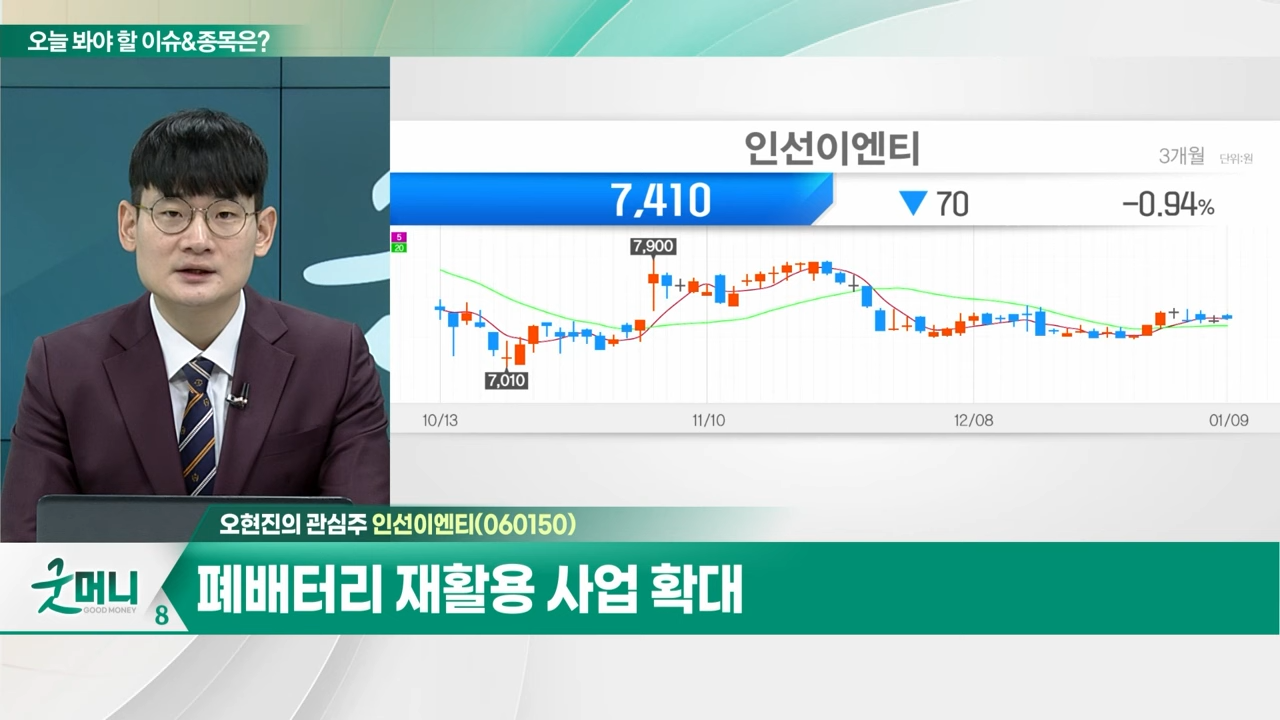 오늘 봐야 할 이슈&종목은?
인선이엔티
3개월 단위:원
7,410 ▼ 70 -0.94%
5
20
7,900
7,010
10/13 11/10 12/08 01/09
오현진의 관심주 인선이엔티(060150)
굿머니
GOOD MONEY
8
폐배터리 재활용 사업 확대